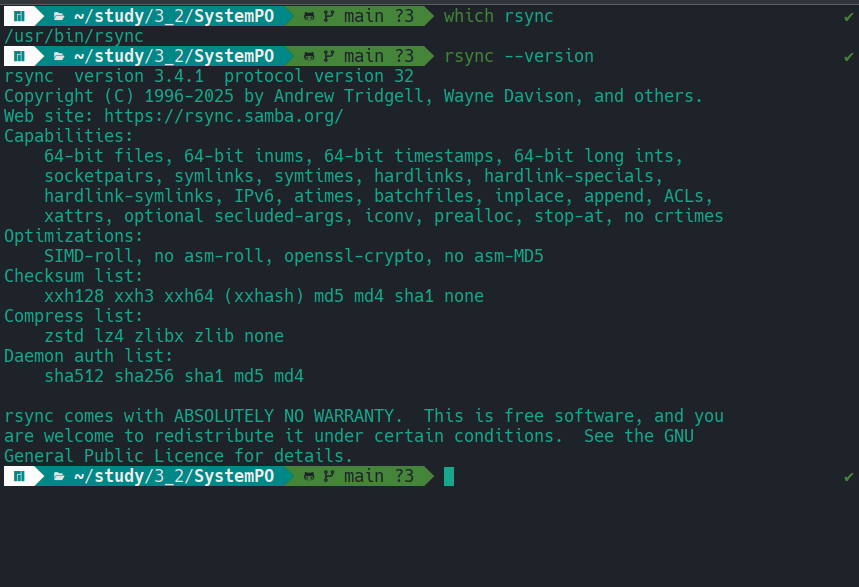 ~/study/3_2/SystemPO main ?3 which rsync ✔
/usr/bin/rsync
~/study/3_2/SystemPO main ?3 rsync --version ✔
rsync  version 3.4.1  protocol version 32
Copyright (C) 1996-2025 by Andrew Tridgell, Wayne Davison, and others.
Web site: https://rsync.samba.org/
Capabilities:
    64-bit files, 64-bit inums, 64-bit timestamps, 64-bit long ints,
    socketpairs, symlinks, symtimes, hardlinks, hardlink-specials,
    hardlink-symlinks, IPv6, atimes, batchfiles, inplace, append, ACLs,
    xattrs, optional secluded-args, iconv, prealloc, stop-at, no crtimes
Optimizations:
    SIMD-roll, no asm-roll, openssl-crypto, no asm-MD5
Checksum list:
    xxh128 xxh3 xxh64 (xxhash) md5 md4 sha1 none
Compress list:
    zstd lz4 zlibx zlib none
Daemon auth list:
    sha512 sha256 sha1 md5 md4

rsync comes with ABSOLUTELY NO WARRANTY.  This is free software, and you
are welcome to redistribute it under certain conditions.  See the GNU
General Public Licence for details.
~/study/3_2/SystemPO main ?3 ✔